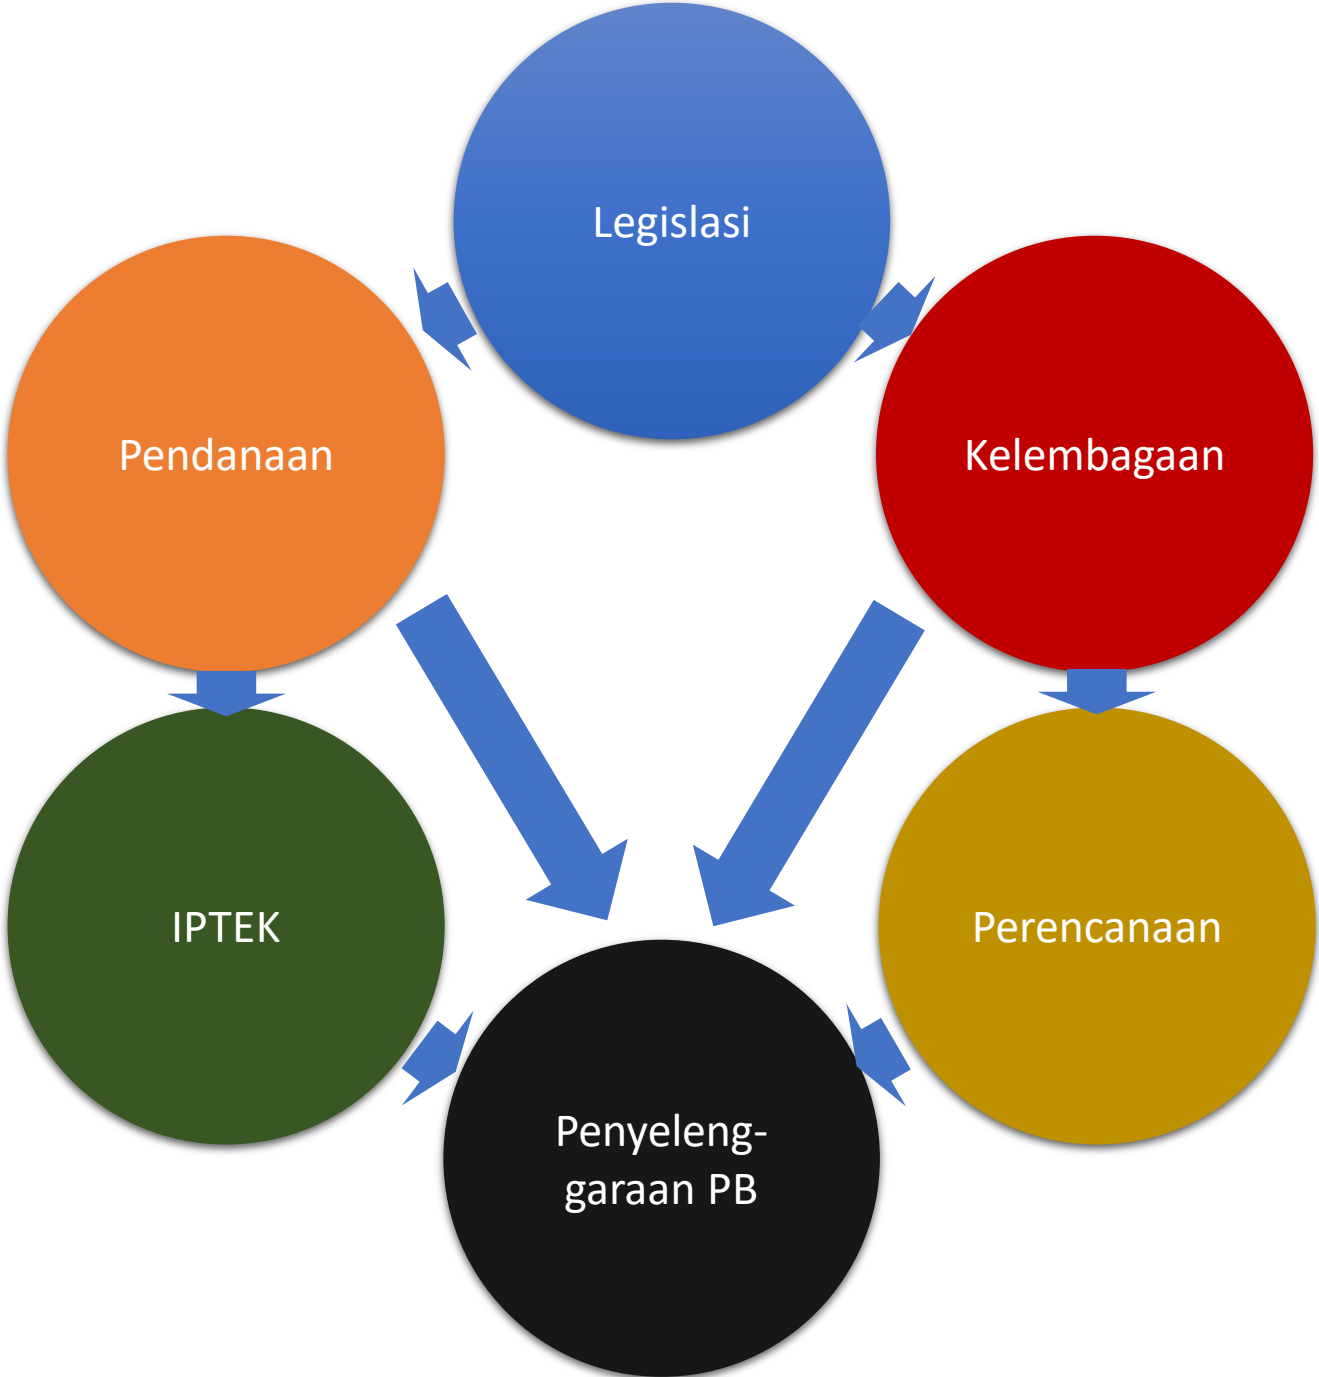 Legislasi
Pendanaan
Kelembagaan
IPTEK
Perencanaan
Penyeleng-
garaan PB